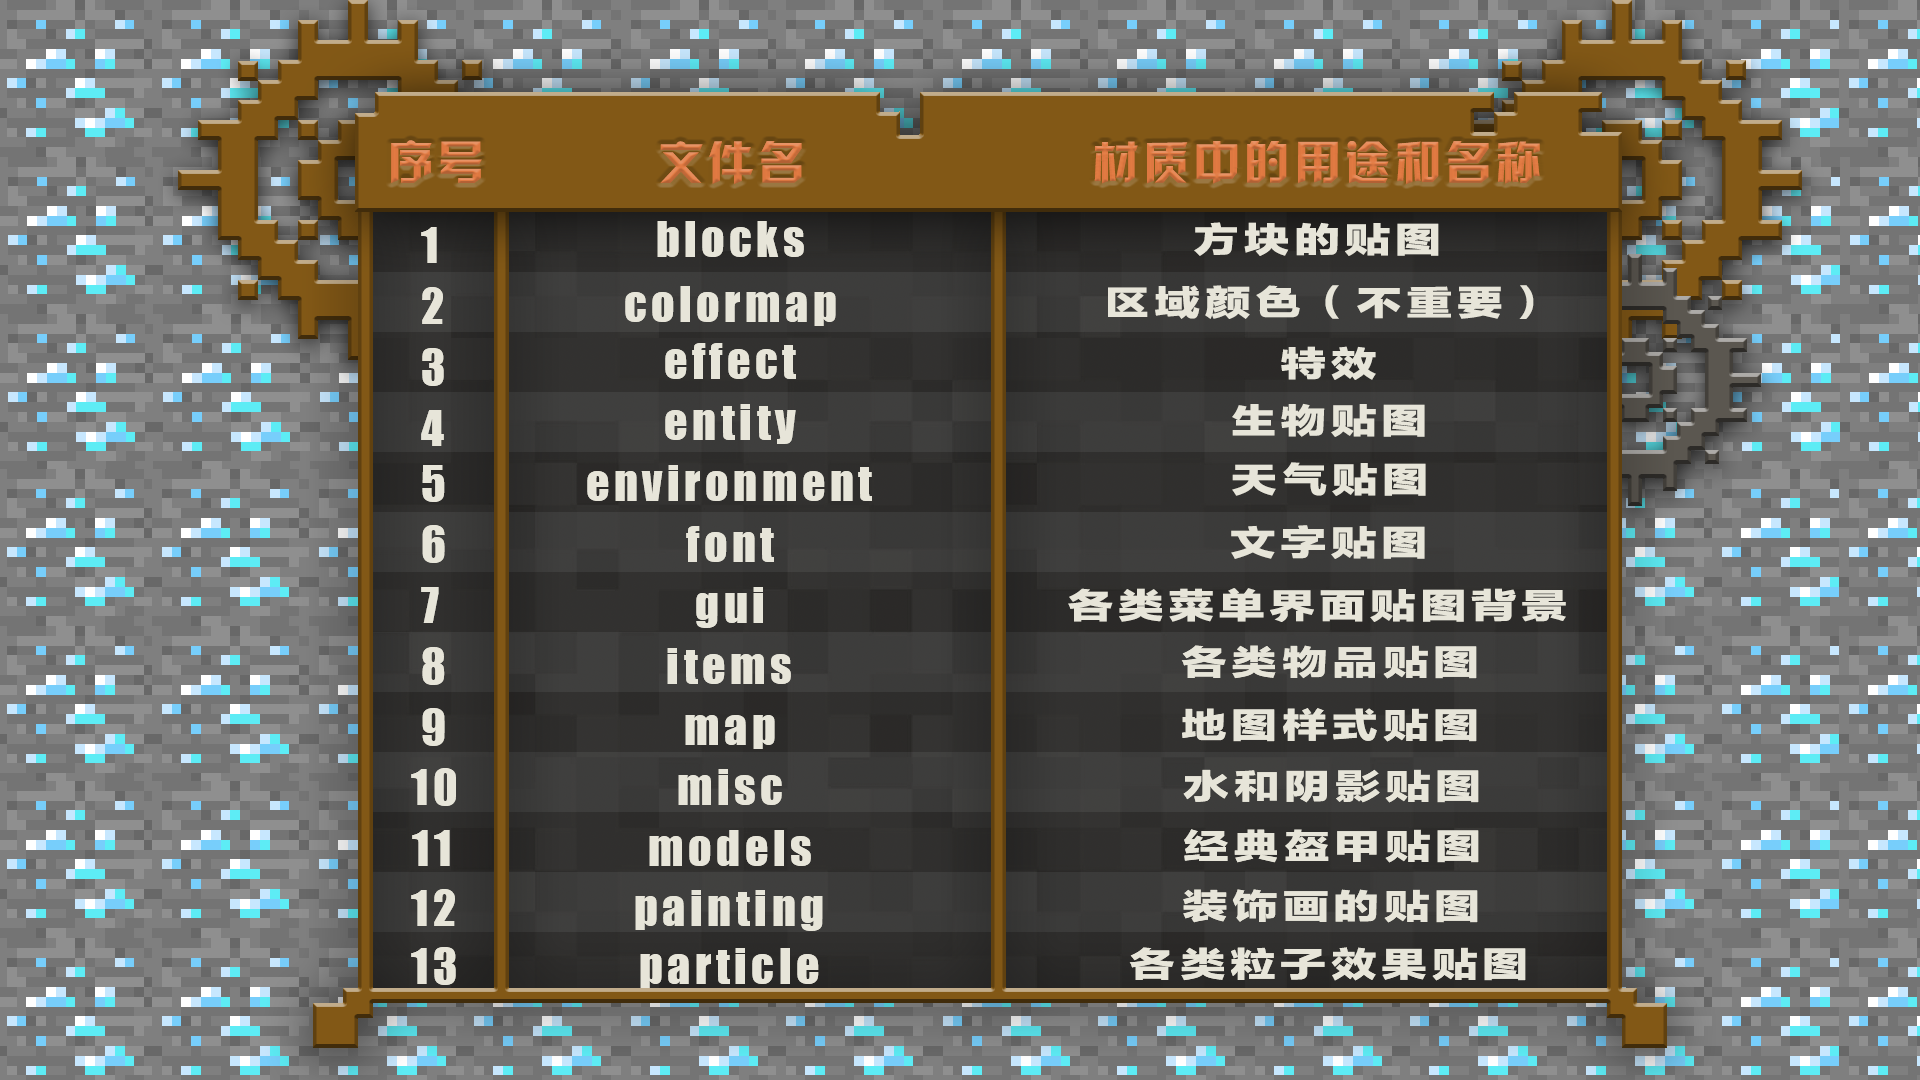 序号 文件名 材质中的用途和名称
1 blocks 方块的贴图
2 colormap 区域颜色（不重要）
3 effect 特效
4 entity 生物贴图
5 environment 天气贴图
6 font 文字贴图
7 gui 各类菜单界面贴图背景
8 items 各类物品贴图
9 map 地图样式贴图
10 misc 水和阴影贴图
11 models 经典盔甲贴图
12 painting 装饰画的贴图
13 particle 各类粒子效果贴图